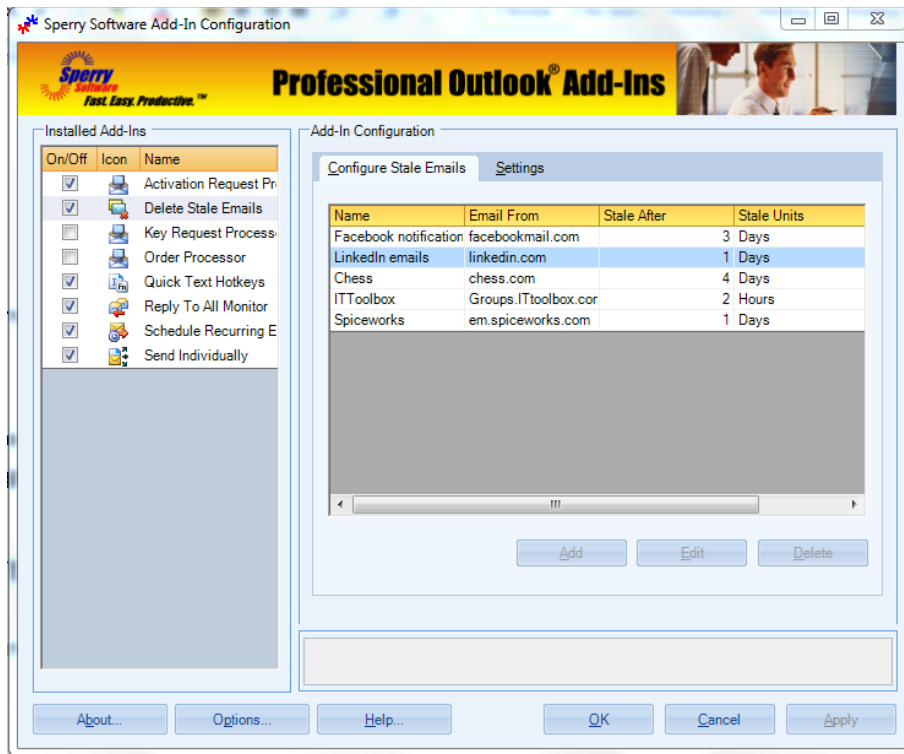 Sperry Software Add-In Configuration
Sperry
Software
Fast. Easy. Productive.™
Professional Outlook® Add-Ins
Installed Add-Ins
On/Off Icon Name
Activation Request Pr
Delete Stale Emails
Key Request Process
Order Processor
Quick Text Hotkeys
Reply To All Monitor
Schedule Recurring E
Send Individually
Add-In Configuration
Configure Stale Emails Settings
Name Email From Stale After Stale Units
Facebook notification facebookmail.com 3 Days
LinkedIn emails linkedin.com 1 Days
Chess chess.com 4 Days
ITToolbox Groups.ITtoolbox.cor 2 Hours
Spiceworks em.spiceworks.com 1 Days
Add Edit Delete
About... Options... Help... OK Cancel Apply